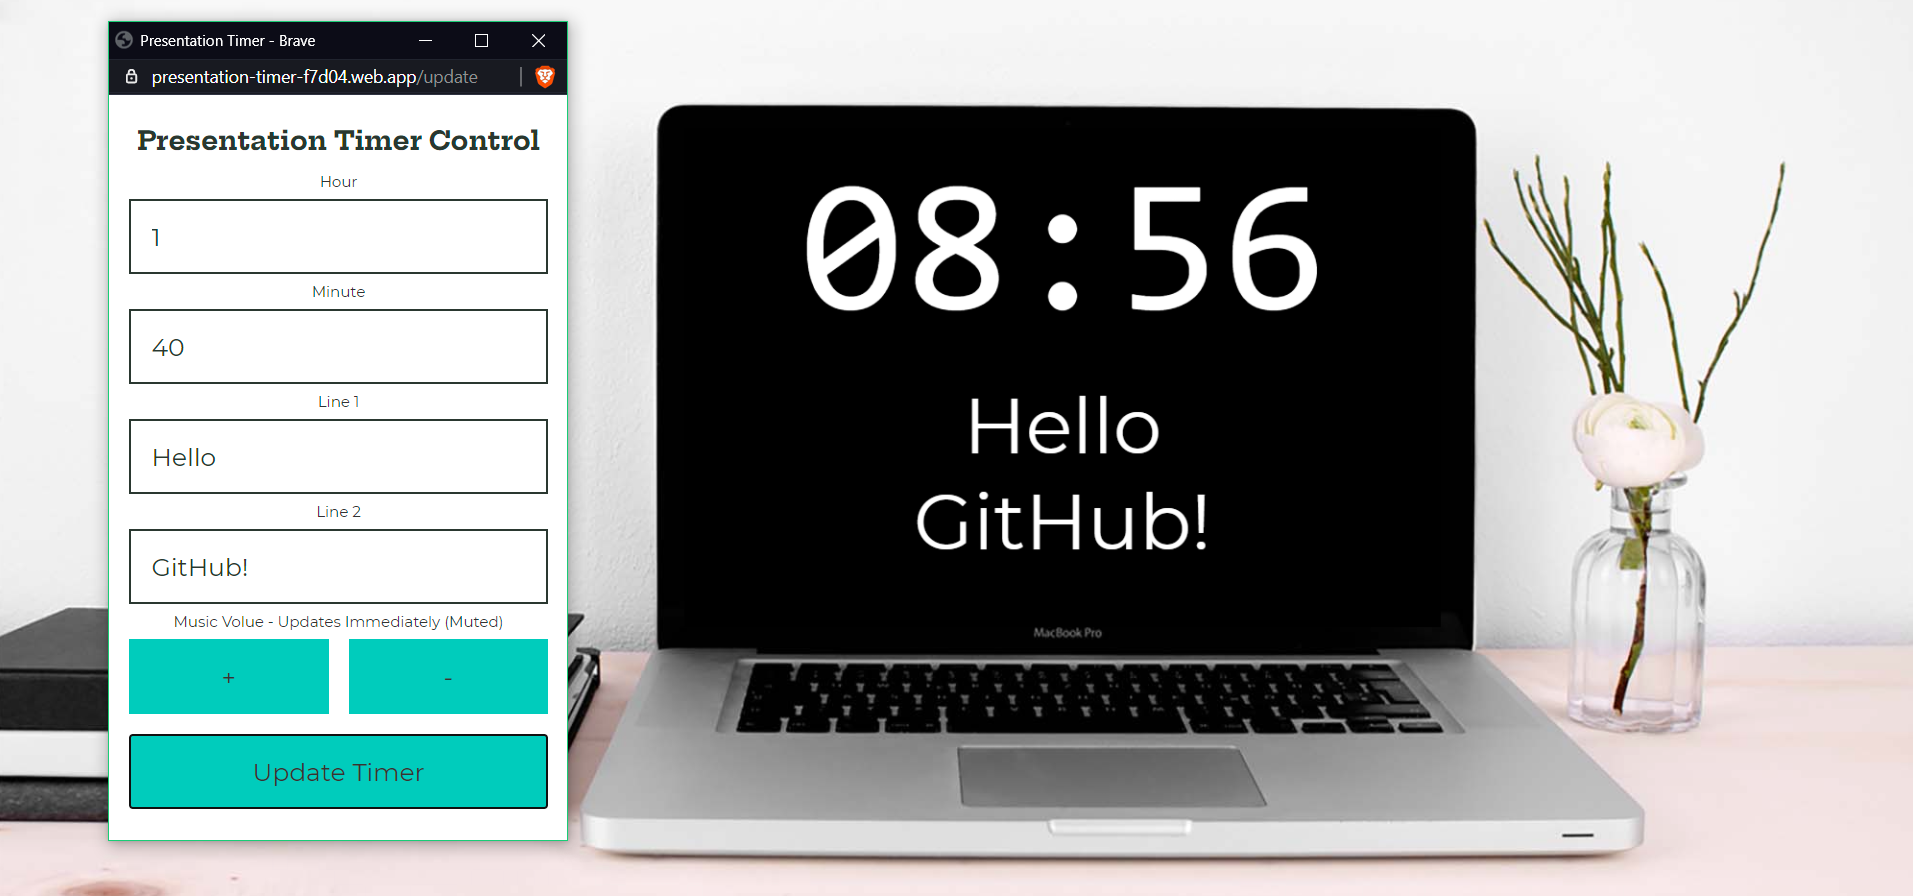 Presentation Timer - Brave
presentation-timer-f7d04.web.app/update
Presentation Timer Control
Hour
1
Minute
40
Line 1
Hello
Line 2
GitHub!
Music Volue - Updates Immediately (Muted)
+ -
Update Timer
08:56
Hello
GitHub!
MacBook Pro